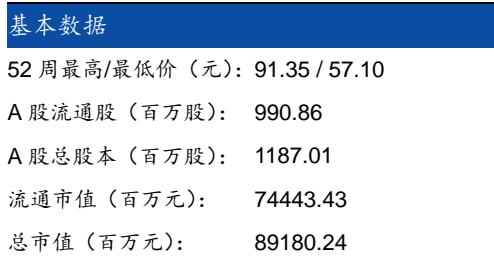 基本数据
52 周最高/最低价（元）：91.35 / 57.10
A 股流通股（百万股）： 990.86
A 股总股本（百万股）： 1187.01
流通市值（百万元）： 74443.43
总市值（百万元）： 89180.24